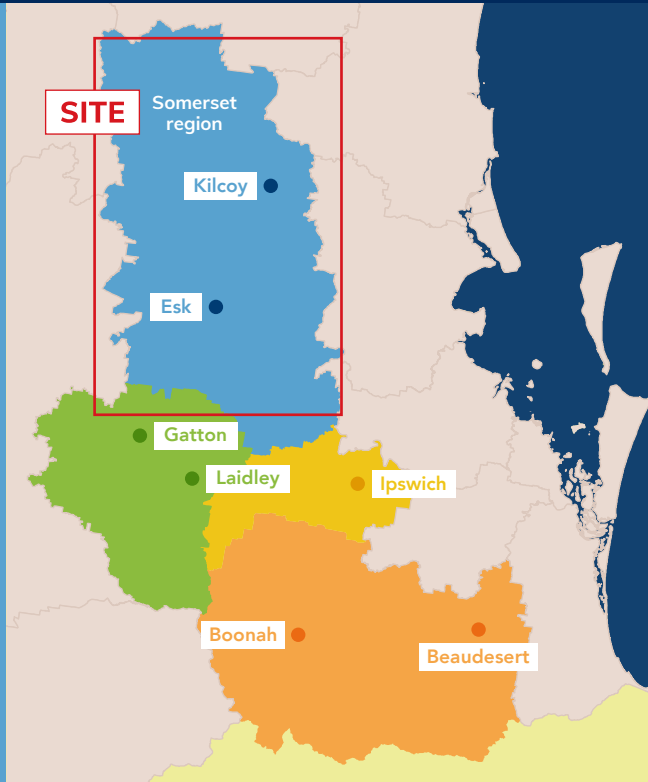 SITE
Somerset
region
Kilcoy
Esk
Gatton
Laidley
Ipswich
Boonah
Beaudesert